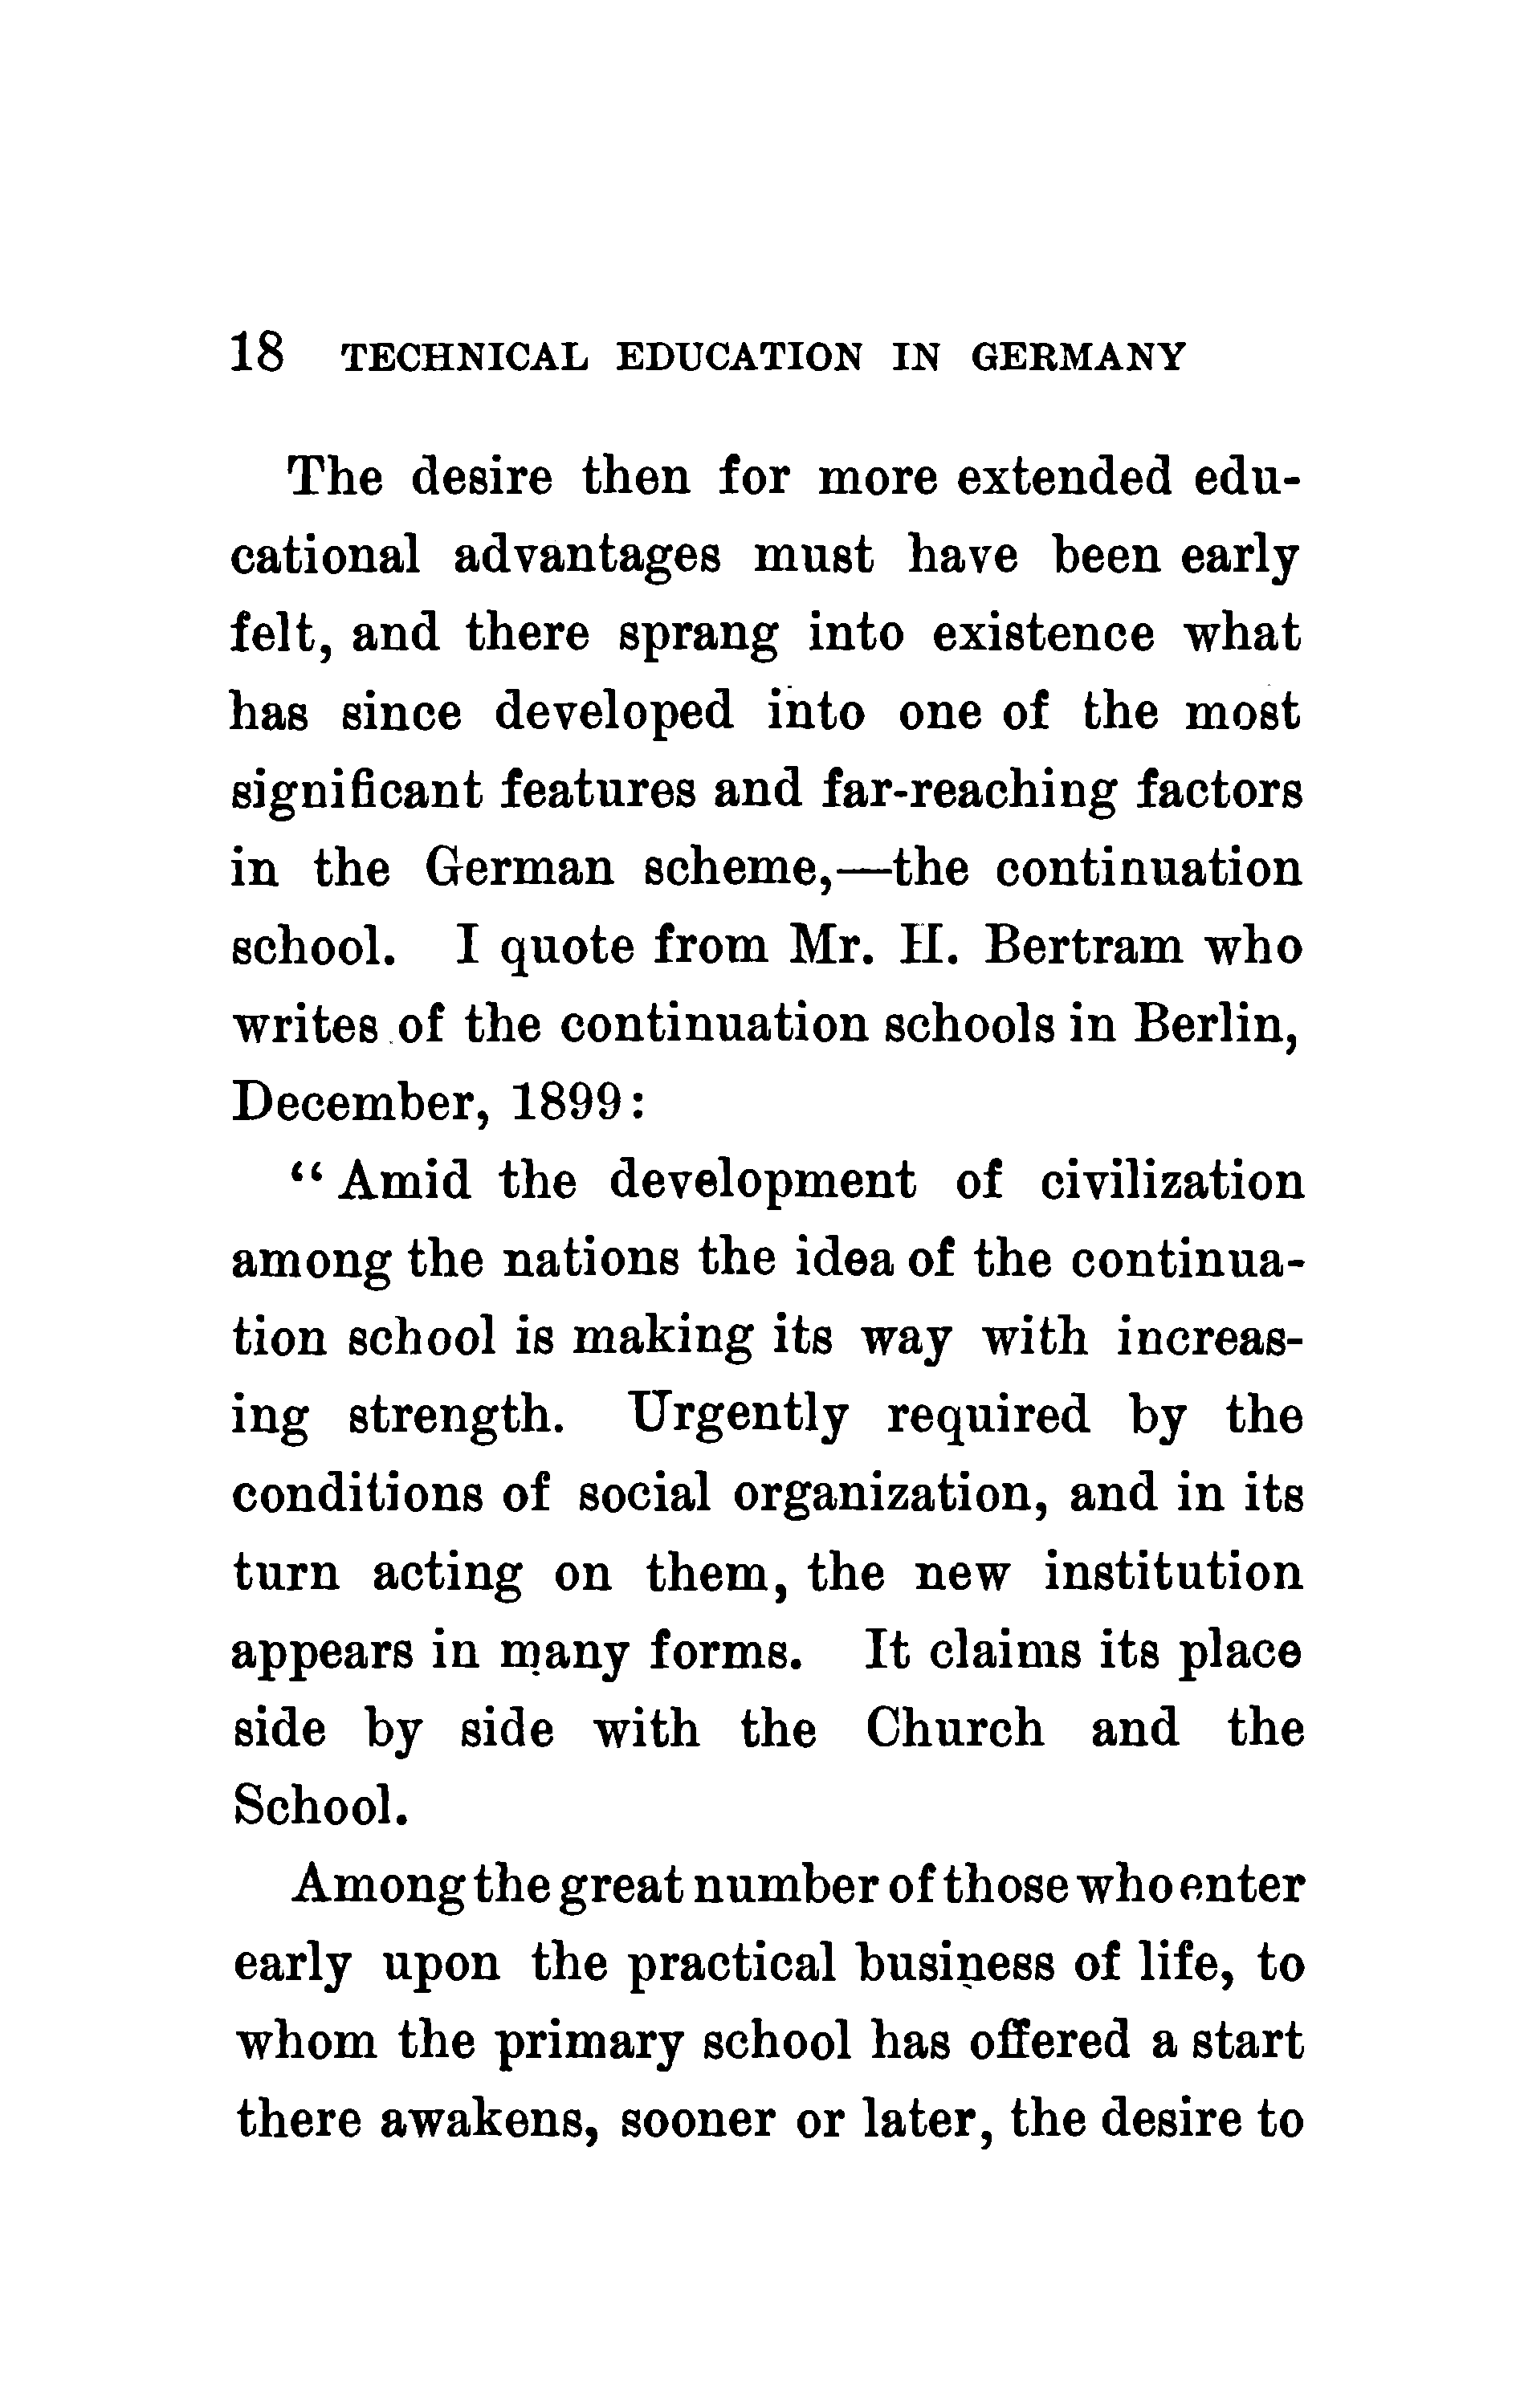 18 TECHNICAL EDUCATION IN GERMANY
The desire then for more extended edu-
cational advantages must have been early
felt, and there sprang into existence what
has since developed into one of the most
significant features and far-reaching factors
in the German scheme,—the continuation
school. I quote from Mr. H. Bertram who
writes of the continuation schools in Berlin,
December, 1899:
“Amid the development of civilization
among the nations the idea of the continua-
tion school is making its way with increas-
ing strength. Urgently required by the
conditions of social organization, and in its
turn acting on them, the new institution
appears in many forms. It claims its place
side by side with the Church and the
School.
Among the great number of those who enter
early upon the practical business of life, to
whom the primary school has offered a start
there awakens, sooner or later, the desire to